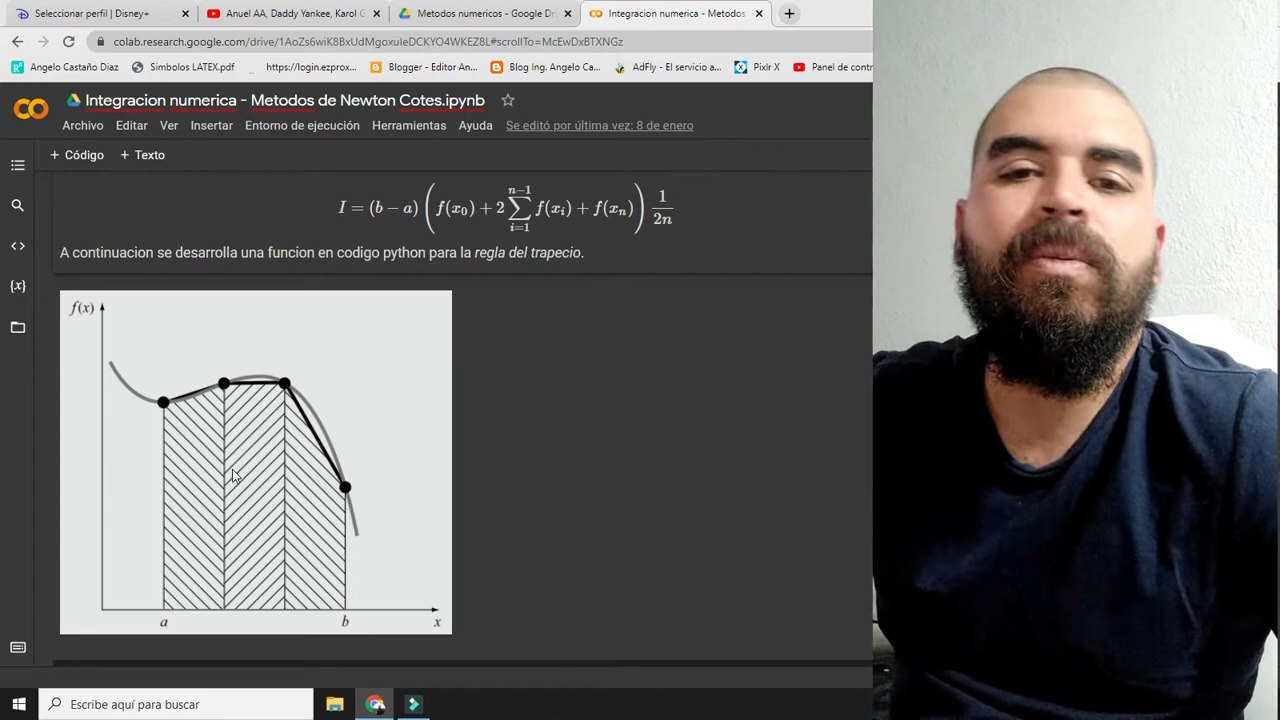 Seleccionar perfil | Disney+
Anuel AA, Daddy Yankee, Karol G
Metodos numericos - Google Dr
Integracion numerica - Metodos
colab.research.google.com/drive/1AoZs6wiK8BxUdMgoxuleDCKYO4WKEZ8L#scrollTo=McEwDxBTXNGz
Angelo Castaño Diaz
Simbolos LATEX.pdf
https://login.ezprox...
Blogger - Editor An...
Blog Ing. Angelo Ca...
AdFly - El servicio a...
Pixlr X
Panel de contr
Integracion numerica - Metodos de Newton Cotes.ipynb
Archivo Editar Ver Insertar Entorno de ejecución Herramientas Ayuda Se editó por última vez: 8 de enero
+ Código + Texto
I = (b − a) ( f(x₀) + 2 ∑_{i=1}^{n−1} f(x_i) + f(x_n) ) 1/2n
A continuacion se desarrolla una funcion en codigo python para la regla del trapecio.
f(x)
a b x
Escribe aquí para buscar